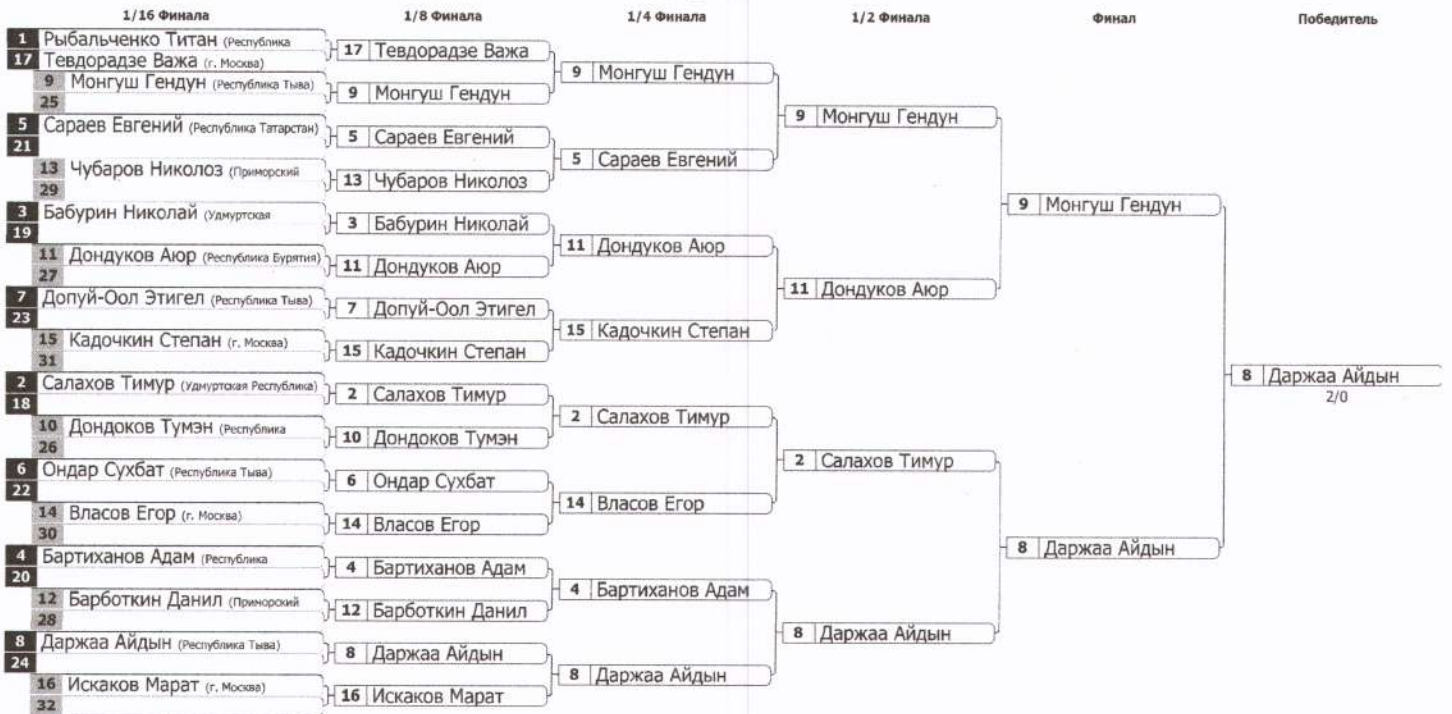 1/16 Финала 1/8 Финала 1/4 Финала 1/2 Финала Финал Победитель
1 Рыбальченко Титан (Республика
17 Тевдорадзе Важа (г. Москва)
9 Монгуш Гендун (Республика Тыва)
25
5 Сараев Евгений (Республика Татарстан)
21
13 Чубаров Николоз (Приморский
29
3 Бабурин Николай (Удмуртская
19
11 Дондуков Аюр (Республика Бурятия)
27
7 Допуй-Оол Этигел (Республика Тыва)
23
15 Кадочкин Степан (г. Москва)
31
2 Салахов Тимур (Удмуртская Республика)
18
10 Дондоков Тумэн (Республика
26
6 Ондар Сухбат (Республика Тыва)
22
14 Власов Егор (г. Москва)
30
4 Бартиханов Адам (Республика
20
12 Барботкин Данил (Приморский
28
8 Даржаа Айдын (Республика Тыва)
24
16 Искаков Марат (г. Москва)
32
17 Тевдорадзе Важа
9 Монгуш Гендун
5 Сараев Евгений
13 Чубаров Николоз
3 Бабурин Николай
11 Дондуков Аюр
7 Допуй-Оол Этигел
15 Кадочкин Степан
2 Салахов Тимур
10 Дондоков Тумэн
6 Ондар Сухбат
14 Власов Егор
4 Бартиханов Адам
12 Барботкин Данил
8 Даржаа Айдын
16 Искаков Марат
9 Монгуш Гендун
5 Сараев Евгений
11 Дондуков Аюр
15 Кадочкин Степан
2 Салахов Тимур
14 Власов Егор
4 Бартиханов Адам
8 Даржаа Айдын
9 Монгуш Гендун
11 Дондуков Аюр
2 Салахов Тимур
8 Даржаа Айдын
9 Монгуш Гендун
8 Даржаа Айдын
8 Даржаа Айдын
2/0